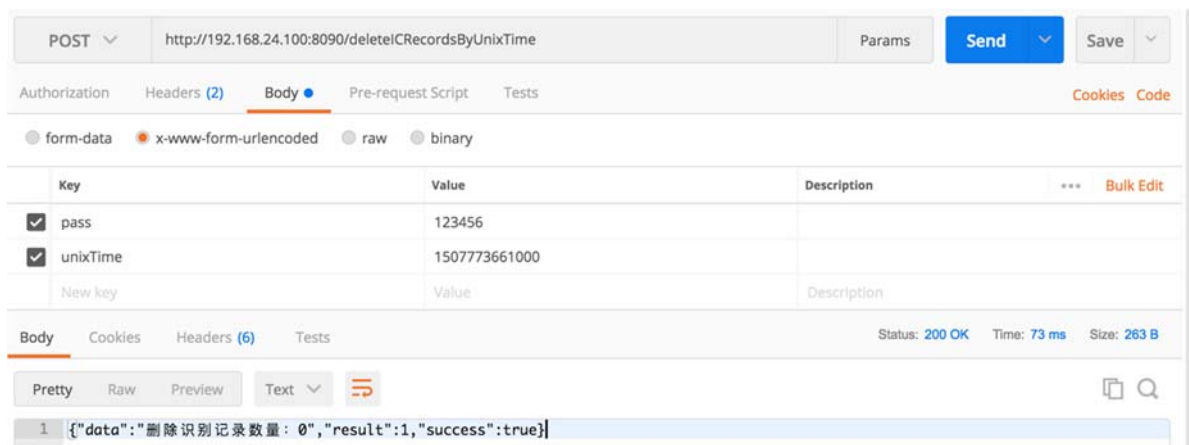 POST http://192.168.24.100:8090/deleteICRecordsByUnixTime Params Send Save
Authorization Headers (2) Body Pre-request Script Tests Cookies Code
form-data x-www-form-urlencoded raw binary
Key Value Description Bulk Edit
pass 123456
unixTime 1507773661000
New key Value Description
Body Cookies Headers (6) Tests Status: 200 OK Time: 73 ms Size: 263 B
Pretty Raw Preview Text
1 {"data":"删除识别记录数量：0","result":1,"success":true}